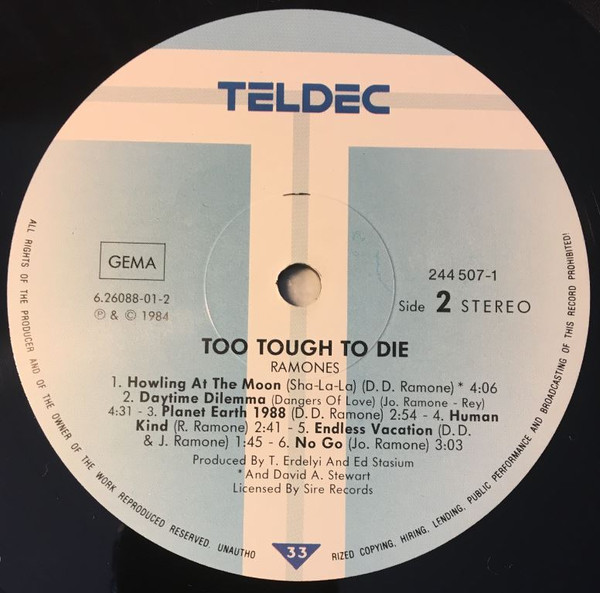 TELDEC
GEMA
6.26088-01-2
℗ & © 1984
244 507-1
Side 2 STEREO
TOO TOUGH TO DIE
RAMONES
1. Howling At The Moon (Sha-La-La) (D. D. Ramone) * 4:06
2. Daytime Dilemma (Dangers Of Love) (Jo. Ramone - Rey)
4:31 - 3. Planet Earth 1988 (D. D. Ramone) 2:54 - 4. Human
Kind (R. Ramone) 2:41 - 5. Endless Vacation (D. D.
& J. Ramone) 1:45 - 6. No Go (Jo. Ramone) 3:03
Produced By T. Erdelyi And Ed Stasium
* And David A. Stewart
Licensed By Sire Records
33
ALL RIGHTS OF THE PRODUCER AND OF THE OWNER OF THE WORK REPRODUCED RESERVED. UNAUTHO
RIZED COPYING, HIRING, LENDING, PUBLIC PERFORMANCE AND BROADCASTING OF THIS RECORD PROHIBITED!